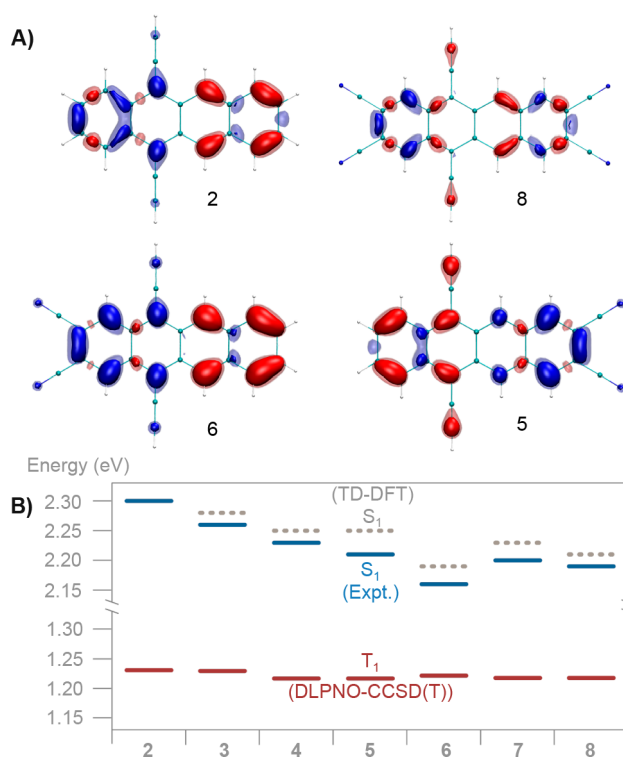 A)
2
8
6
5
Energy (eV)
B)
2.30
2.25
2.20
2.15
1.30
1.25
1.20
1.15
(TD-DFT)
S1
S1
(Expt.)
T1
(DLPNO-CCSD(T))
2 3 4 5 6 7 8